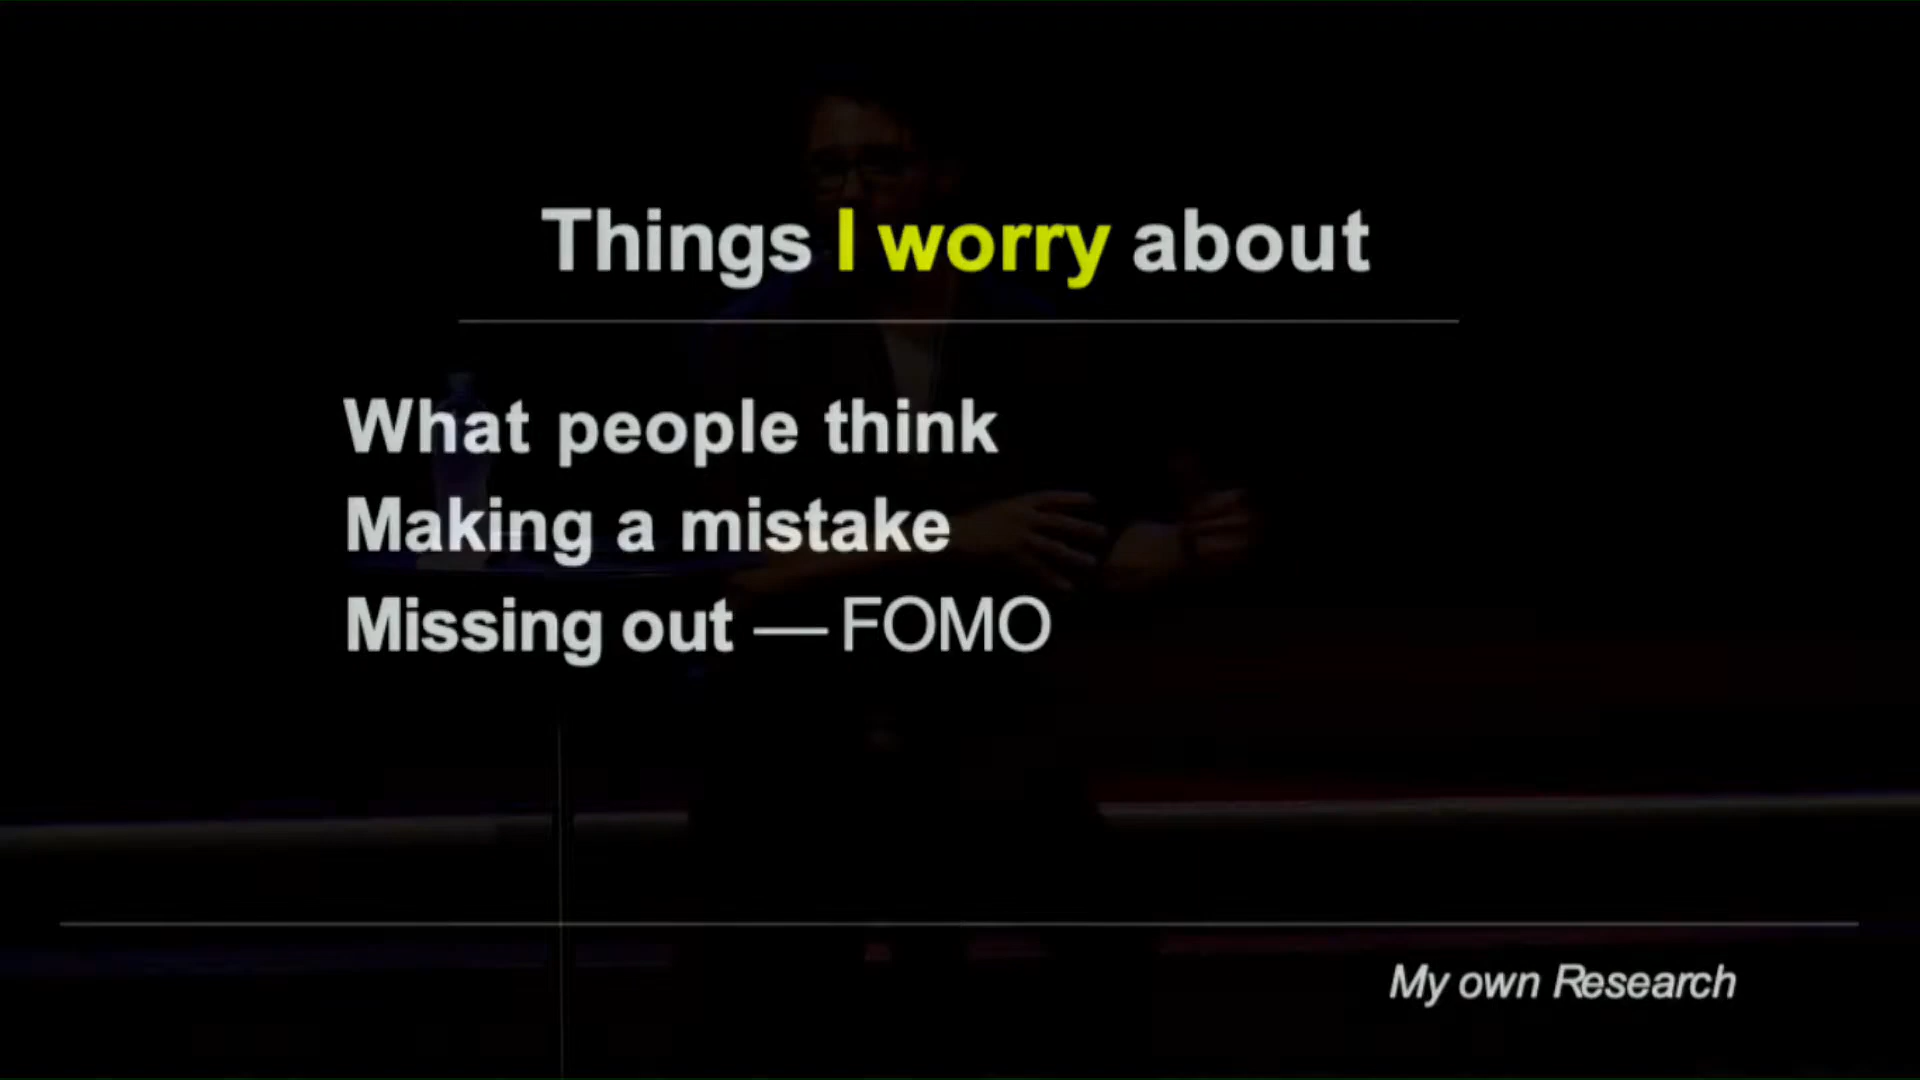 Things I worry about
What people think
Making a mistake
Missing out — FOMO
My own Research